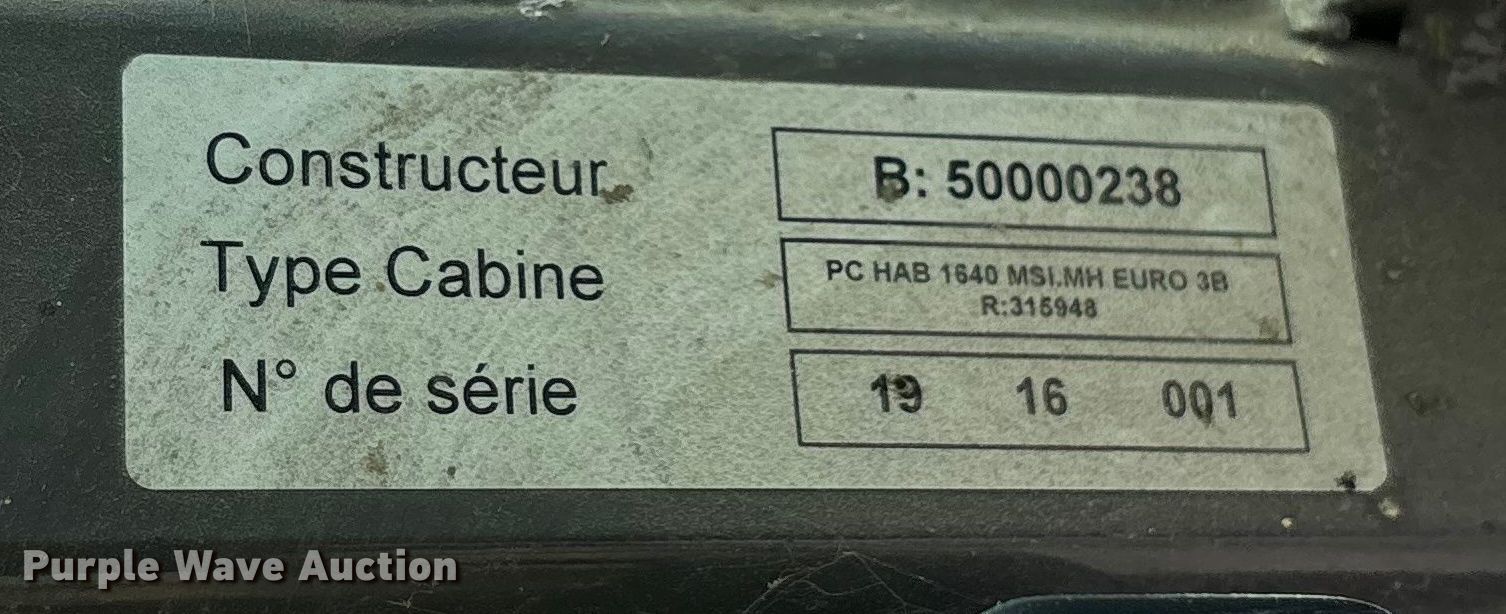 Constructeur B: 50000238
Type Cabine PC HAB 1640 MSI.MH EURO 3B
R:315948
N° de série 19 16 001
Purple Wave Auction